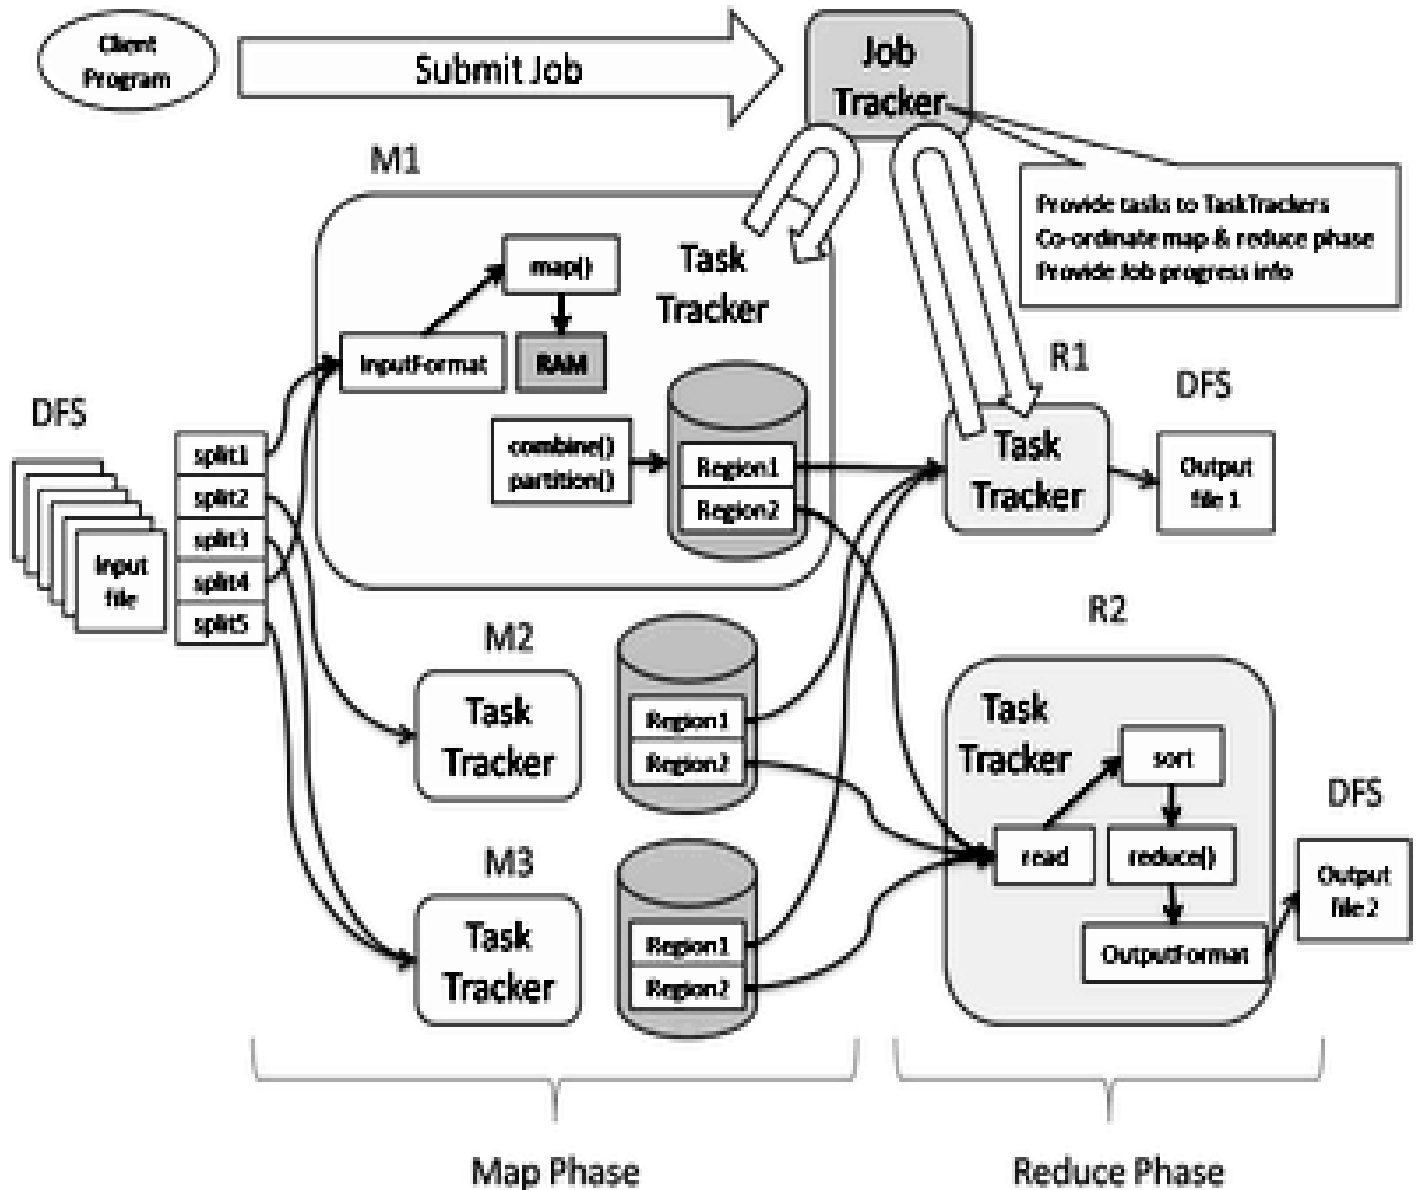 Client
Program
Submit Job
Job
Tracker
Provide tasks to TaskTrackers
Co-ordinate map & reduce phase
Provide Job progress info
M1
Task
Tracker
map()
InputFormat
RAM
combine()
partition()
Region1
Region2
DFS
Input
file
split1
split2
split3
split4
split5
R1
Task
Tracker
DFS
Output
file 1
M2
Task
Tracker
Region1
Region2
M3
Task
Tracker
Region1
Region2
R2
Task
Tracker
sort
read
reduce()
OutputFormat
DFS
Output
file 2
Map Phase
Reduce Phase